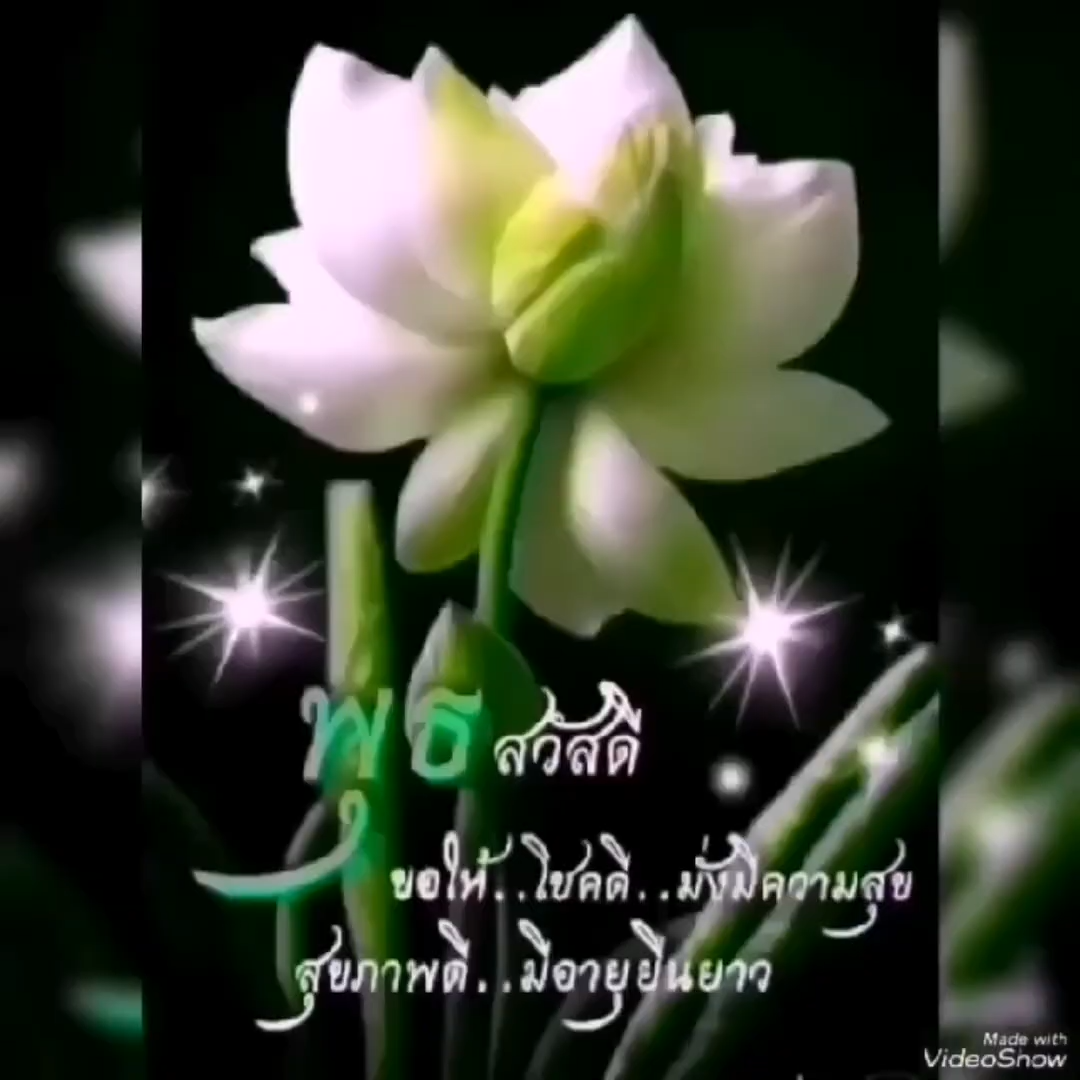 พุธ สวัสดี
ขอให้..โชคดี..มั่งมีความสุข
สุขภาพดี..มีอายุยืนยาว
Made with
VideoShow